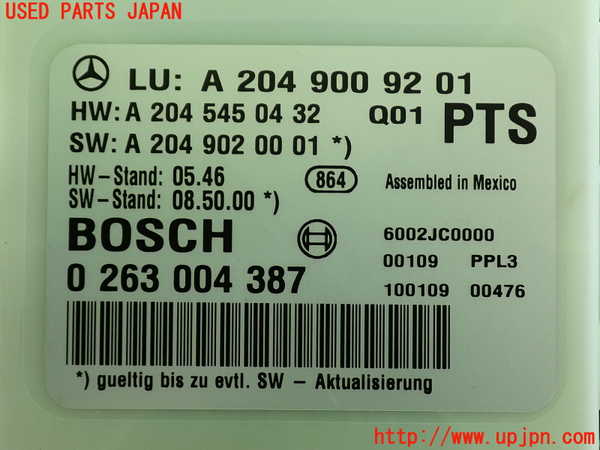 USED PARTS JAPAN
LU: A 204 900 92 01
HW: A 204 545 04 32 Q01 PTS
SW: A 204 902 00 01 *)
HW-Stand: 05.46 864 Assembled in Mexico
SW-Stand: 08.50.00 *)
BOSCH 6002JC0000
00109 PPL3
0 263 004 387
100109 00476
*) gueltig bis zu evtl. SW - Aktualisierung
http://www.upjpn.com/